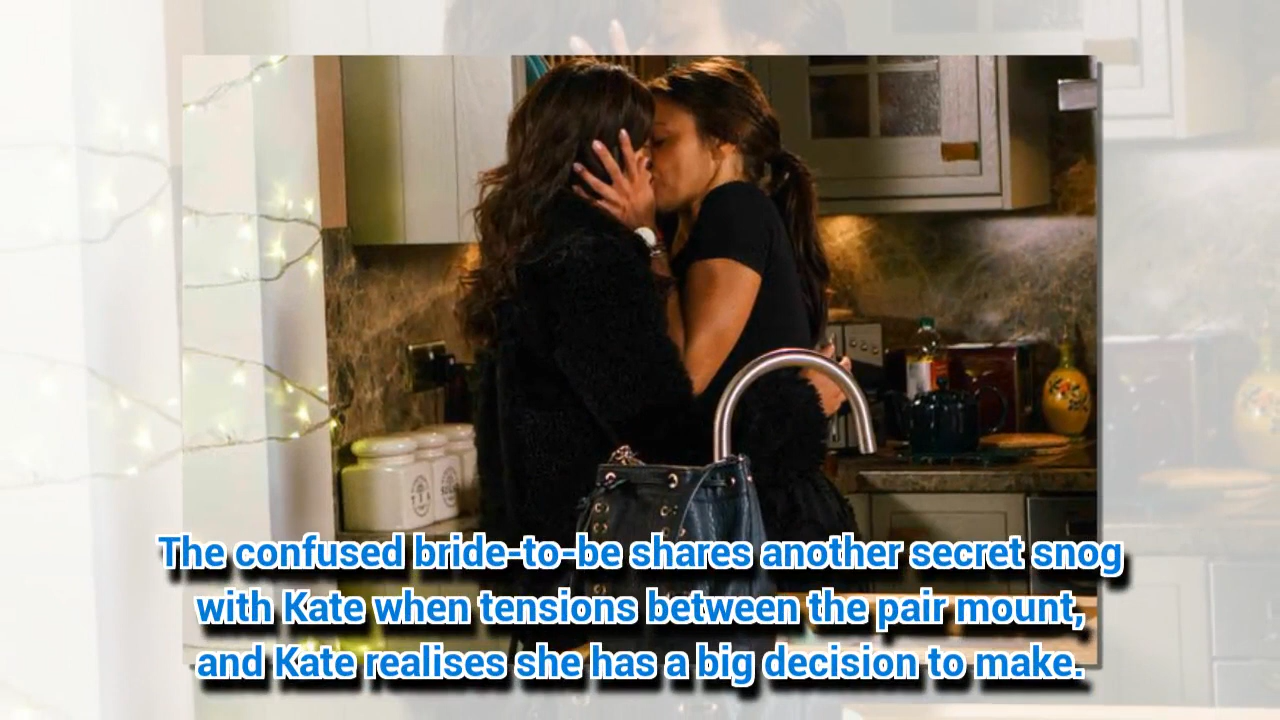 The confused bride-to-be shares another secret snog
with Kate when tensions between the pair mount,
and Kate realises she has a big decision to make.